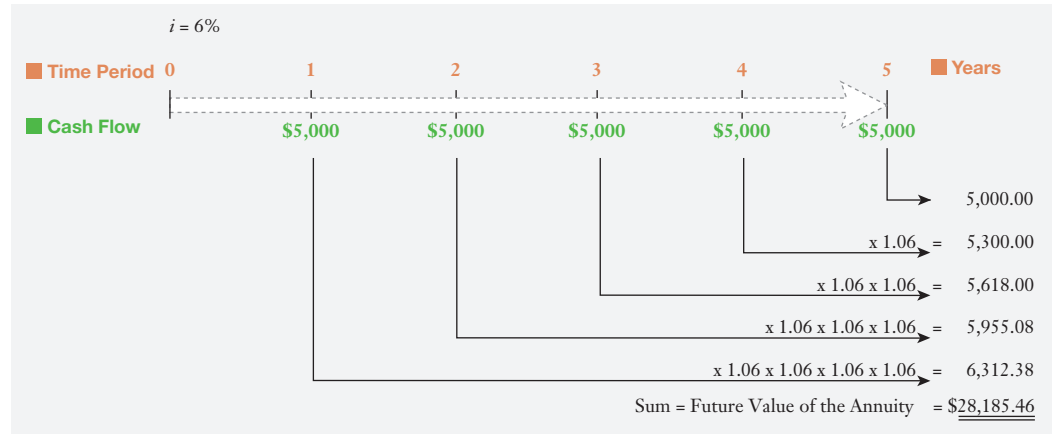 i = 6%
Time Period 0 1 2 3 4 5 Years
Cash Flow $5,000 $5,000 $5,000 $5,000 $5,000
5,000.00
x 1.06 = 5,300.00
x 1.06 x 1.06 = 5,618.00
x 1.06 x 1.06 x 1.06 = 5,955.08
x 1.06 x 1.06 x 1.06 x 1.06 = 6,312.38
Sum = Future Value of the Annuity = $28,185.46